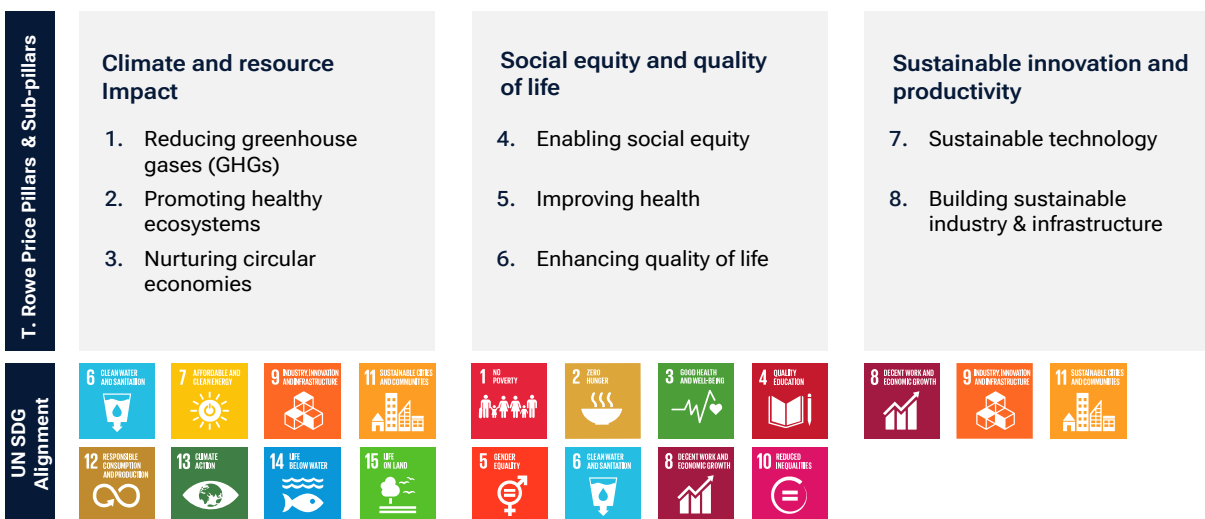 T. Rowe Price Pillars & Sub-pillars
Climate and resource
Impact
1. Reducing greenhouse
gases (GHGs)
2. Promoting healthy
ecosystems
3. Nurturing circular
economies
Social equity and quality
of life
4. Enabling social equity
5. Improving health
6. Enhancing quality of life
Sustainable innovation and
productivity
7. Sustainable technology
8. Building sustainable
industry & infrastructure
UN SDG
Alignment
6 CLEAN WATER
AND SANITATION
7 AFFORDABLE AND
CLEAN ENERGY
9 INDUSTRY, INNOVATION
AND INFRASTRUCTURE
11 SUSTAINABLE CITIES
AND COMMUNITIES
12 RESPONSIBLE
CONSUMPTION
AND PRODUCTION
13 CLIMATE
ACTION
14 LIFE
BELOW WATER
15 LIFE
ON LAND
1 NO
POVERTY
2 ZERO
HUNGER
3 GOOD HEALTH
AND WELL-BEING
4 QUALITY
EDUCATION
5 GENDER
EQUALITY
6 CLEAN WATER
AND SANITATION
8 DECENT WORK AND
ECONOMIC GROWTH
10 REDUCED
INEQUALITIES
8 DECENT WORK AND
ECONOMIC GROWTH
9 INDUSTRY, INNOVATION
AND INFRASTRUCTURE
11 SUSTAINABLE CITIES
AND COMMUNITIES